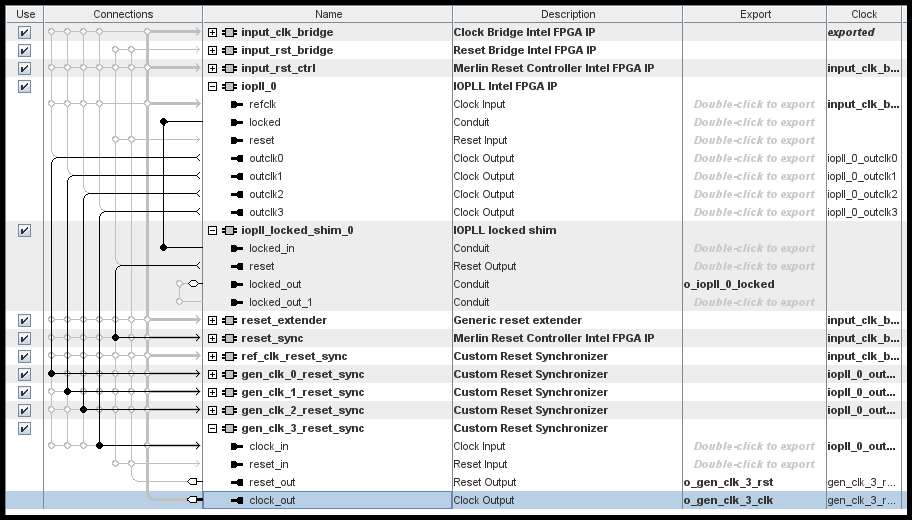 Use Connections Name Description Export Clock
input_clk_bridge Clock Bridge Intel FPGA IP exported
input_rst_bridge Reset Bridge Intel FPGA IP
input_rst_ctrl Merlin Reset Controller Intel FPGA IP input_clk_b...
iopll_0 IOPLL Intel FPGA IP
refclk Clock Input Double-click to export input_clk_b...
locked Conduit Double-click to export
reset Reset Input Double-click to export
outclk0 Clock Output Double-click to export iopll_0_outclk0
outclk1 Clock Output Double-click to export iopll_0_outclk1
outclk2 Clock Output Double-click to export iopll_0_outclk2
outclk3 Clock Output Double-click to export iopll_0_outclk3
iopll_locked_shim_0 IOPLL locked shim
locked_in Conduit Double-click to export
reset Reset Output Double-click to export
locked_out Conduit o_iopll_0_locked
locked_out_1 Conduit Double-click to export
reset_extender Generic reset extender input_clk_b...
reset_sync Merlin Reset Controller Intel FPGA IP input_clk_b...
ref_clk_reset_sync Custom Reset Synchronizer input_clk_b...
gen_clk_0_reset_sync Custom Reset Synchronizer iopll_0_out...
gen_clk_1_reset_sync Custom Reset Synchronizer iopll_0_out...
gen_clk_2_reset_sync Custom Reset Synchronizer iopll_0_out...
gen_clk_3_reset_sync Custom Reset Synchronizer
clock_in Clock Input Double-click to export iopll_0_out...
reset_in Reset Input Double-click to export
reset_out Reset Output o_gen_clk_3_rst gen_clk_3_r...
clock_out Clock Output o_gen_clk_3_clk gen_clk_3_r...